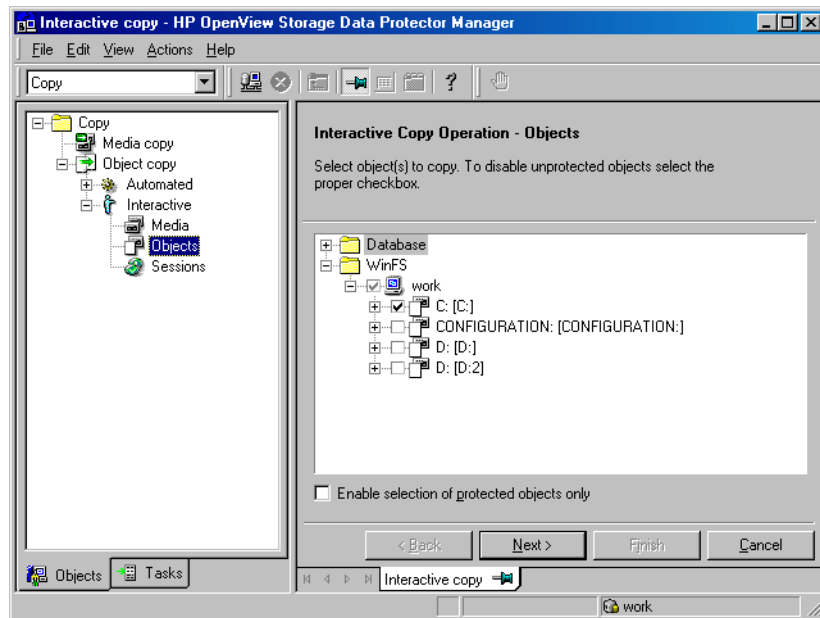 Interactive copy - HP OpenView Storage Data Protector Manager
File Edit View Actions Help
Copy
Copy
Media copy
Object copy
Automated
Interactive
Media
Objects
Sessions
Objects
Tasks
Interactive Copy Operation - Objects
Select object(s) to copy. To disable unprotected objects select the
proper checkbox.
Database
WinFS
work
C: [C:]
CONFIGURATION: [CONFIGURATION:]
D: [D:]
D: [D:2]
Enable selection of protected objects only
< Back
Next >
Finish
Cancel
Interactive copy
work